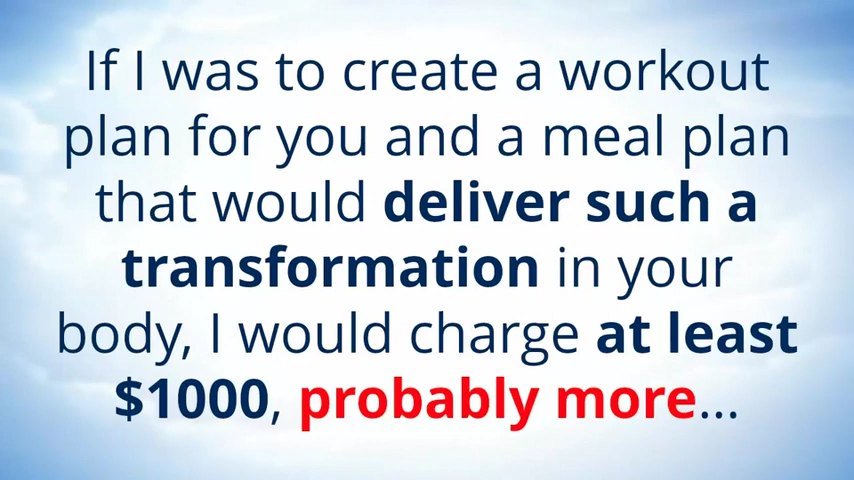 If I was to create a workout
plan for you and a meal plan
that would deliver such a
transformation in your
body, I would charge at least
$1000, probably more...